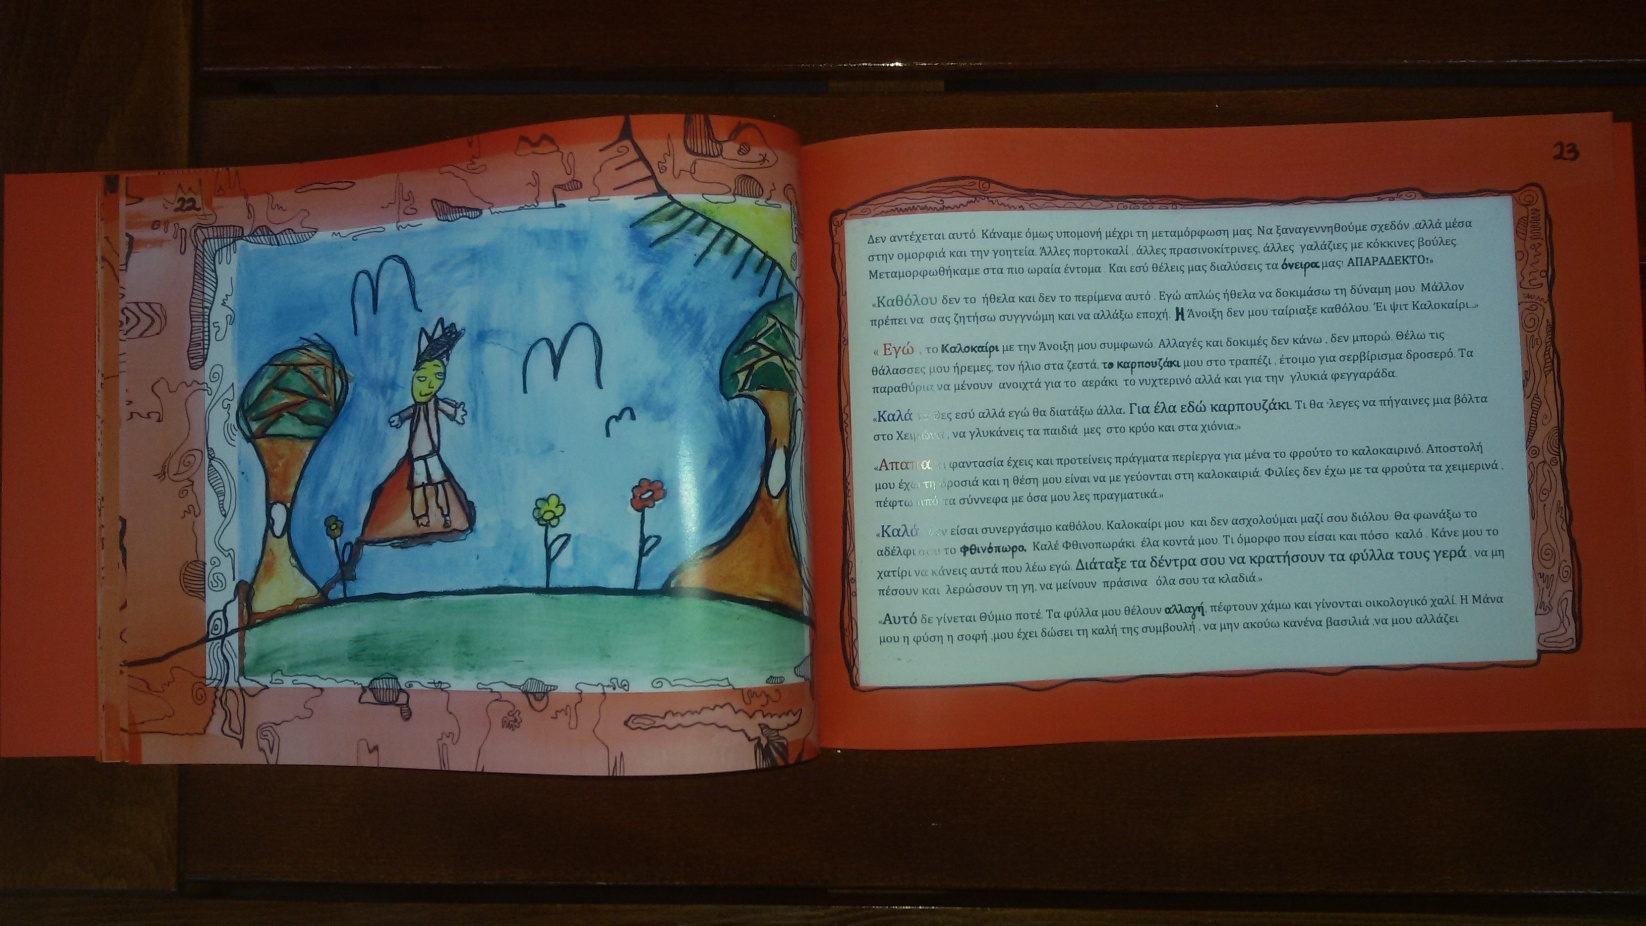 22
23
Δεν αντέχεται αυτό. Κάναμε όμως υπομονή μέχρι τη μεταμόρφωση μας. Να ξαναγεννηθούμε σχεδόν ,αλλά μέσα
στην ομορφιά και την γοητεία. Άλλες πορτοκαλί , άλλες πρασινοκίτρινες, άλλες γαλάζιες με κόκκινες βούλες.
Μεταμορφωθήκαμε στα πιο ωραία έντομα . Και εσύ θέλεις μας διαλύσεις τα όνειρα μας! ΑΠΑΡΑΔΕΚΤΟ!»
«Καθόλου δεν το ήθελα και δεν το περίμενα αυτό . Εγώ απλώς ήθελα να δοκιμάσω τη δύναμη μου. Μάλλον
πρέπει να σας ζητήσω συγγνώμη και να αλλάξω εποχή. Η Άνοιξη δεν μου ταίριαξε καθόλου. Έι ψιτ Καλοκαίρι..»
« Εγώ , το Καλοκαίρι με την Άνοιξη μου συμφωνώ. Αλλαγές και δοκιμές δεν κάνω , δεν μπορώ. Θέλω τις
θάλασσες μου ήρεμες, τον ήλιο στα ζεστά, το καρπουζάκι μου στο τραπέζι , έτοιμο για σερβίρισμα δροσερό. Τα
παραθύρια να μένουν ανοιχτά για το αεράκι το νυχτερινό αλλά και για την γλυκιά φεγγαράδα.
«Καλά εσύ αλλά εγώ θα διατάξω άλλα. Για έλα εδώ καρπουζάκι. Τι θα 'λεγες να πήγαινες μια βόλτα
στο , να γλυκάνεις τα παιδιά μες στο κρύο και στα χιόνια;»
φαντασία έχεις και προτείνεις πράγματα περίεργα για μένα το φρούτο το καλοκαιρινό. Αποστολή
μου έχω τη δροσιά και η θέση μου είναι να με γεύονται στη καλοκαιριά. Φιλίες δεν έχω με τα φρούτα τα χειμερινά ,
πέφτω από τα σύννεφα με όσα μου λες πραγματικά.»
«Καλά δεν είσαι συνεργάσιμο καθόλου, Καλοκαίρι μου και δεν ασχολούμαι μαζί σου διόλου. Θα φωνάξω το
το φθινόπωρο. Καλέ Φθινοπωράκι έλα κοντά μου. Τι όμορφο που είσαι και πόσο καλό . Κάνε μου το
χατίρι να κάνεις αυτά που λέω εγώ. Διάταξε τα δέντρα σου να κρατήσουν τα φύλλα τους γερά , να μη
πέσουν και λερώσουν τη γη, να μείνουν πράσινα όλα σου τα κλαδιά.»
«Αυτό δε γίνεται Θύμιο ποτέ. Τα φύλλα μου θέλουν αλλαγή, πέφτουν χάμω και γίνονται οικολογικό χαλί. Η Μάνα
μου η φύση η σοφή ,μου έχει δώσει τη καλή της συμβουλή , να μην ακούω κανένα βασιλιά ,να μου αλλάζει